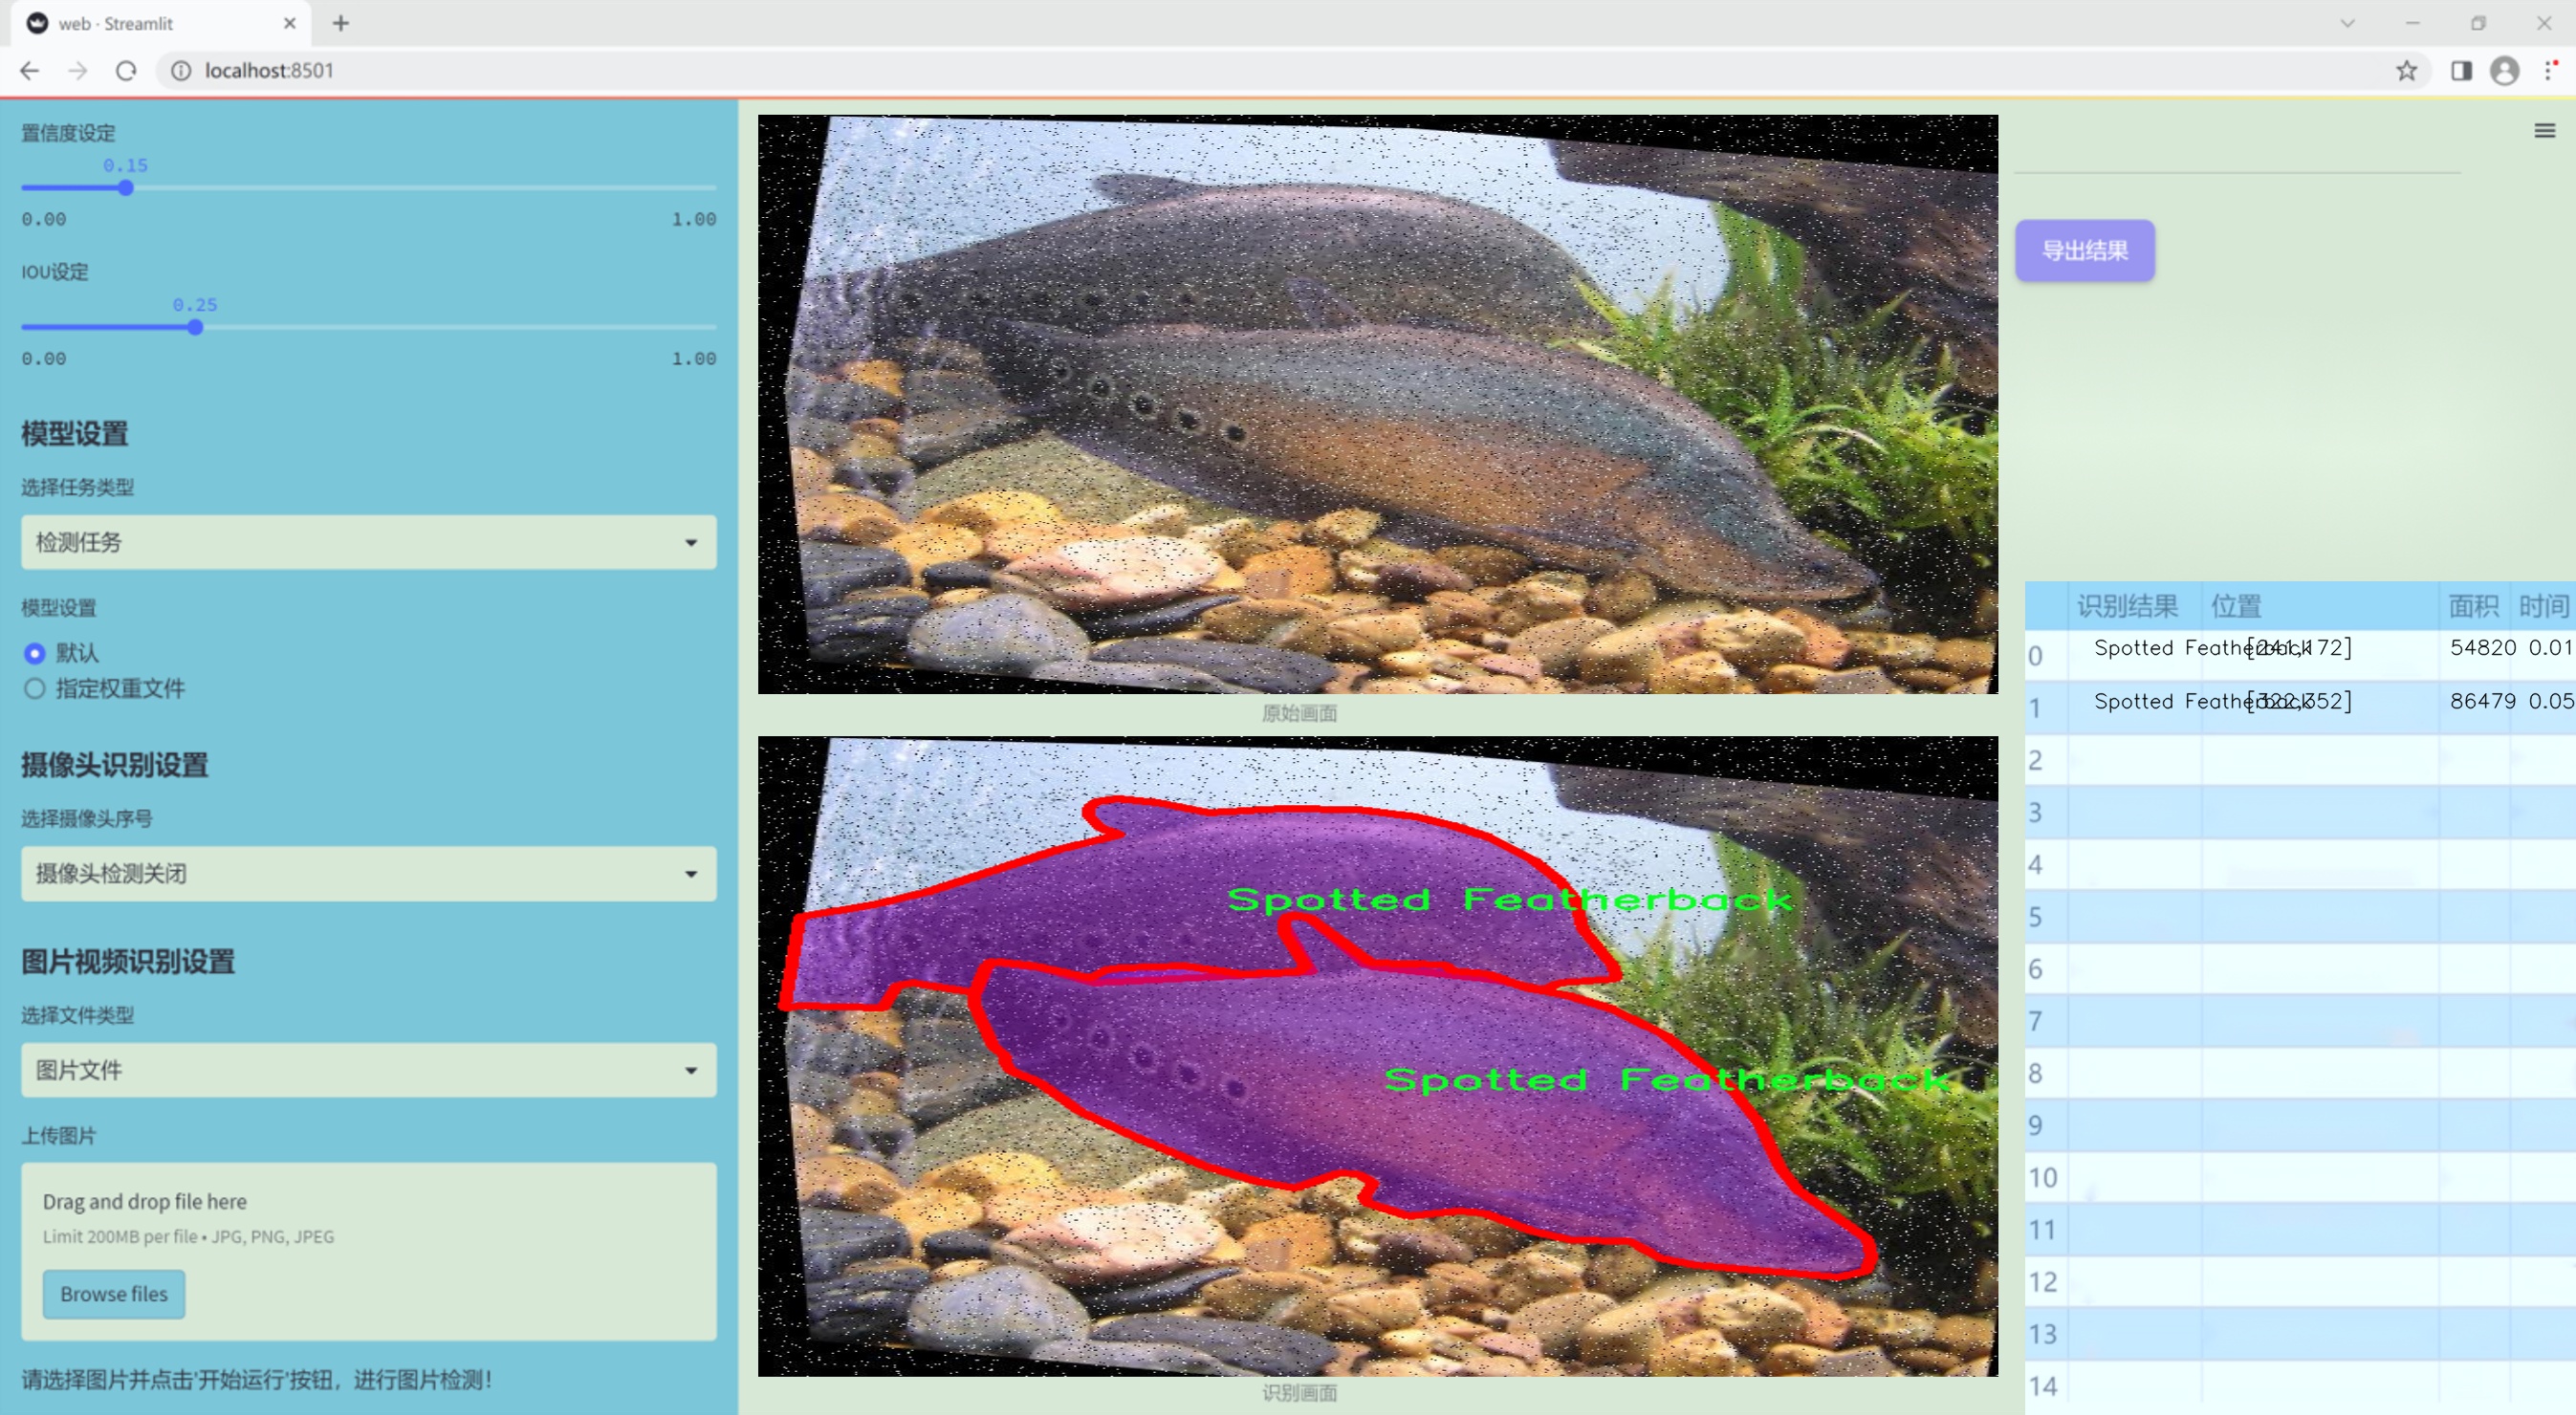 web · Streamlit
localhost:8501
置信度设定
0.15
0.00 1.00
IOU设定
0.25
0.00 1.00
模型设置
选择任务类型
检测任务
模型设置
默认
指定权重文件
摄像头识别设置
选择摄像头序号
摄像头检测关闭
图片视频识别设置
选择文件类型
图片文件
上传图片
Drag and drop file here
Limit 200MB per file • JPG, PNG, JPEG
Browse files
请选择图片并点击'开始运行'按钮，进行图片检测!
原始画面
Spotted Featherback
Spotted Featherback
识别画面
导出结果
识别结果 位置 面积 时间
0 Spotted Featherback [241,172] 54820 0.01
1 Spotted Featherback [322,352] 86479 0.05
2
3
4
5
6
7
8
9
10
11
12
13
14